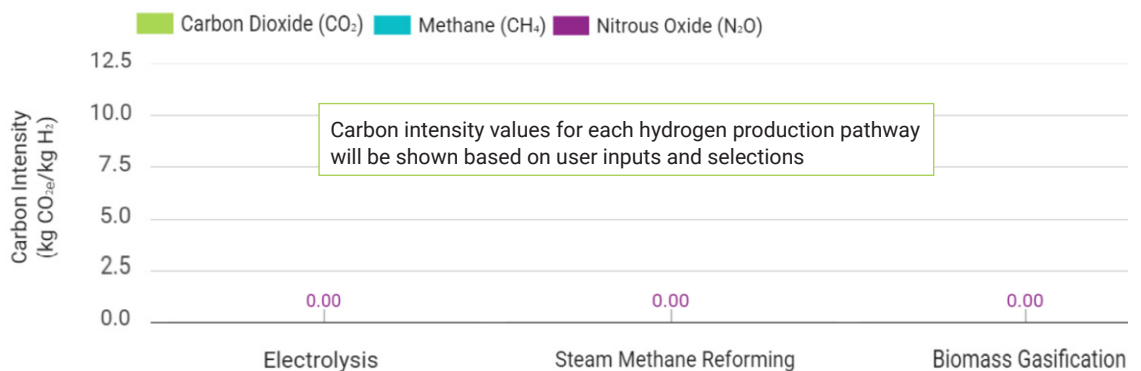 Carbon Dioxide (CO₂) Methane (CH₄) Nitrous Oxide (N₂O)
Carbon Intensity
(kg CO₂e/kg H₂)
12.5
10.0
7.5
5.0
2.5
0.0
Carbon intensity values for each hydrogen production pathway
will be shown based on user inputs and selections
0.00 0.00 0.00
Electrolysis Steam Methane Reforming Biomass Gasification